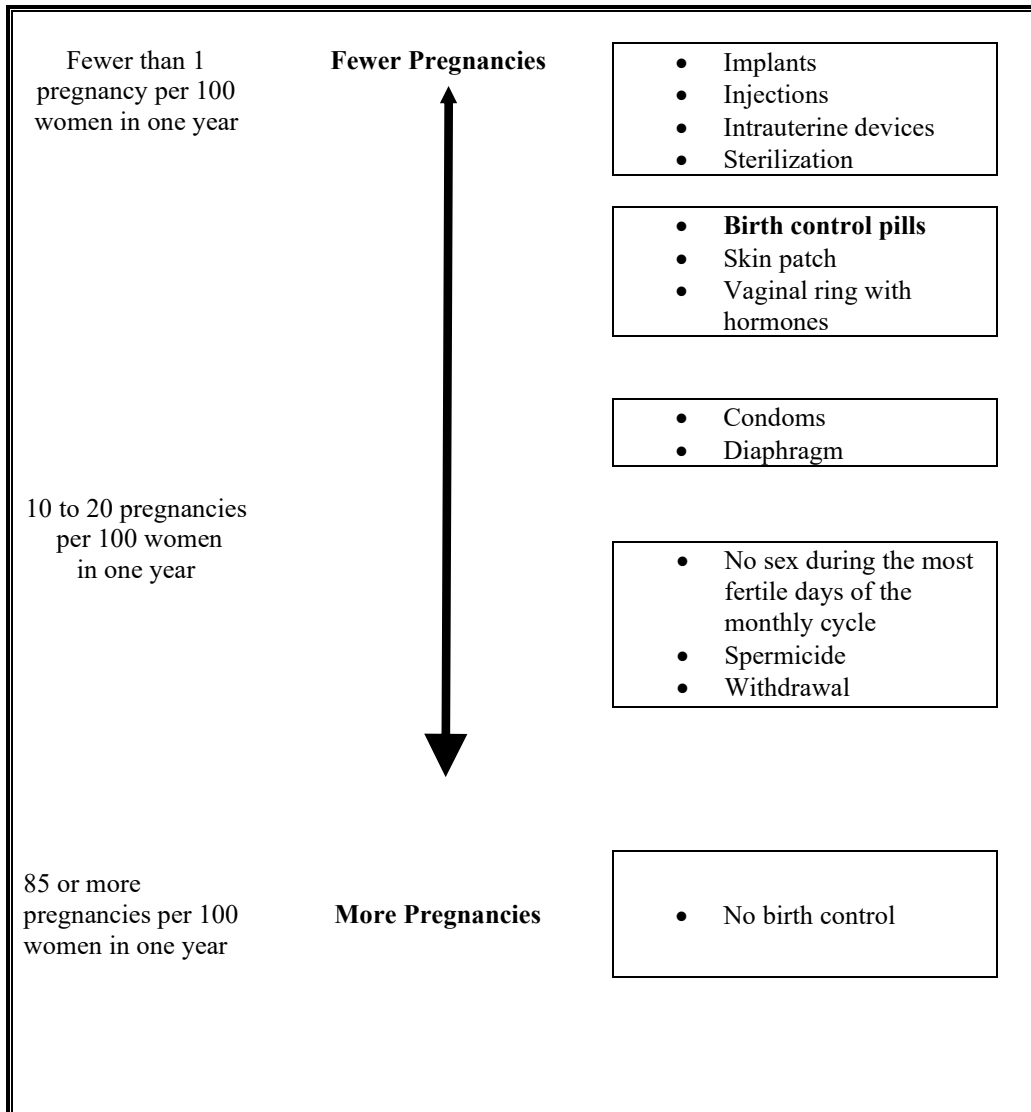 Fewer than 1
pregnancy per 100
women in one year
Fewer Pregnancies
• Implants
• Injections
• Intrauterine devices
• Sterilization
• Birth control pills
• Skin patch
• Vaginal ring with
hormones
• Condoms
• Diaphragm
10 to 20 pregnancies
per 100 women
in one year
• No sex during the most
fertile days of the
monthly cycle
• Spermicide
• Withdrawal
85 or more
pregnancies per 100
women in one year
More Pregnancies
• No birth control